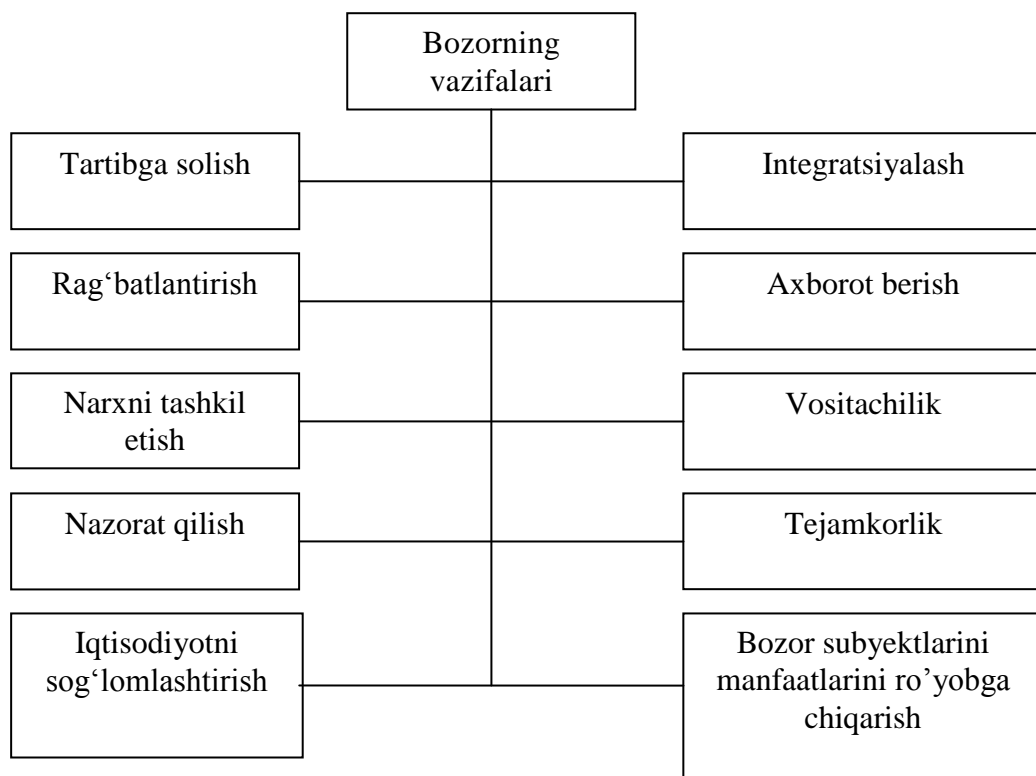 Bozorning
vazifalari
Tartibga solish
Integratsiyalash
Rag‘batlantirish
Axborot berish
Narxni tashkil
etish
Vositachilik
Nazorat qilish
Tejamkorlik
Iqtisodiyotni
sog‘lomlashtirish
Bozor subyektlarini
manfaatlarini ro’yobga
chiqarish